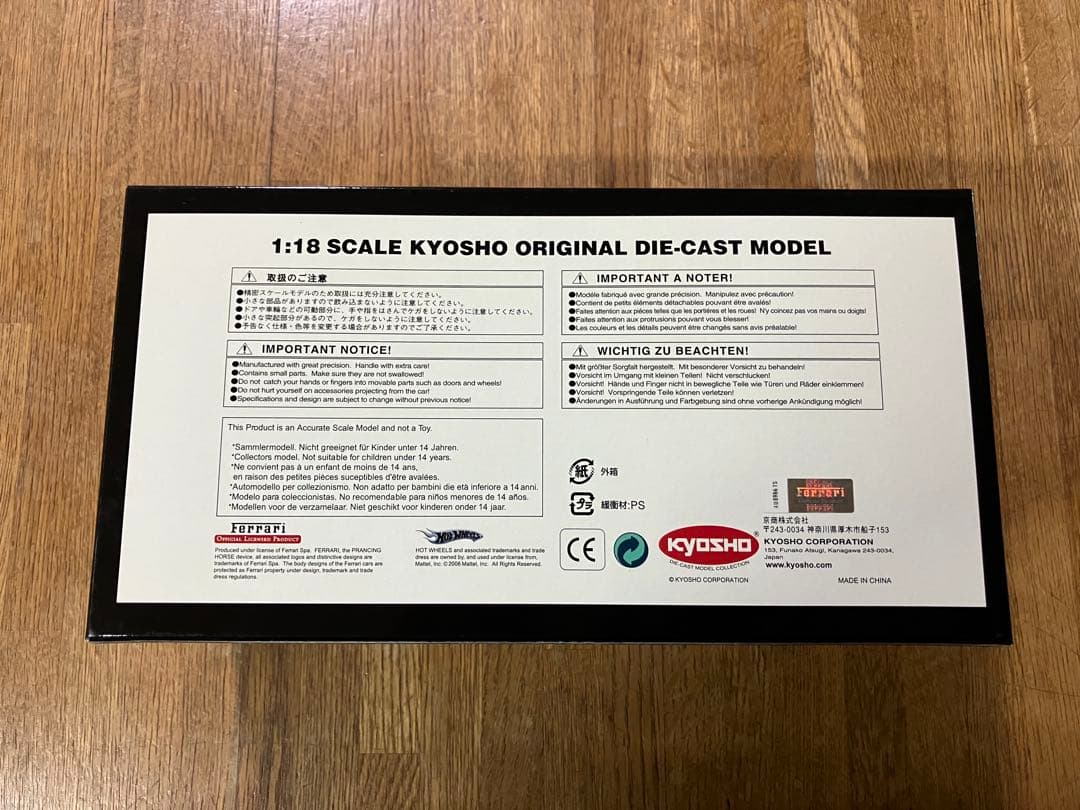 1:18 SCALE KYOSHO ORIGINAL DIE-CAST MODEL
取扱のご注意
●精密スケールモデルのため取扱には充分注意してください。
●小さな部品がありますので飲み込まないように注意してください。
●ドアや車輪などの可動部分に、手や指をはさんでケガをしないように注意してください。
●小さな突起部分があるので、ケガをしないように注意してください。
●予告なく仕様・色等を変更する場合がありますのでご了承ください。
IMPORTANT NOTICE!
●Manufactured with great precision. Handle with extra care!
●Contains small parts. Make sure they are not swallowed!
●Do not catch your hands or fingers into movable parts such as doors and wheels!
●Do not hurt yourself on accessories projecting from the car!
●Specifications and design are subject to change without previous notice!
IMPORTANT A NOTER!
●Modéle fabriqué avec grande précision. Manipulez avec précaution!
●Contient de petits éléments détachables pouvant être avalés!
●Faites attention aux pièces telles que les portières et les roues! N'y coincez pas vos mains ou doigts!
●Faites attention aux protrusions pouvant vous blesser!
●Les couleurs et les détails peuvent être changés sans avis préalable!
WICHTIG ZU BEACHTEN!
●Mit größter Sorgfalt hergestellt. Mit besonderer Vorsicht zu behandeln!
●Vorsicht im Umgang mit kleinen Teilen! Nicht verschlucken!
●Vorsicht! Hände und Finger nicht in bewegliche Teile wie Türen und Räder einklemmen!
●Vorsicht! Vorspringende Teile können verletzen!
●Änderungen in Ausführung und Farbgebung sind ohne vorherige Ankündigung möglich!
This Product is an Accurate Scale Model and not a Toy.
*Sammlermodell. Nicht geeignet für Kinder unter 14 Jahren.
*Collectors model. Not suitable for children under 14 years.
*Ne convient pas à un enfant de moins de 14 ans,
en raison des petites pièces suceptibles d'être avalées.
*Automodello per collezionismo. Non adatto per bambini die età inferiore a 14 anni.
*Modelo para coleccionistas. No recomendable para niños menores de 14 años.
*Modellen voor de verzamelaar. Niet geschikt voor kinderen onder 14 jaar.
Ferrari
OFFICIAL LICENSED PRODUCT
Produced under license of Ferrari Spa. FERRARI, the PRANCING
HORSE device, all associated logos and distinctive designs are
trademarks of Ferrari Spa. The body designs of the Ferrari cars are
protected as Ferrari property under design, trademark and trade
dress regulations.
HOT WHEELS
HOT WHEELS and associated trademarks and trade
dress are owned by, and used under license from,
Mattel, Inc. © 2006 Mattel, Inc. All Rights Reserved.
紙 外箱
プラ 緩衝材:PS
CE
KYOSHO®
DIE-CAST MODEL COLLECTION
© KYOSHO CORPORATION
Ferrari
京商株式会社
〒243-0034 神奈川県厚木市船子153
KYOSHO CORPORATION
153, Funako Atsugi, Kanagawa 243-0034,
Japan
www.kyosho.com
MADE IN CHINA